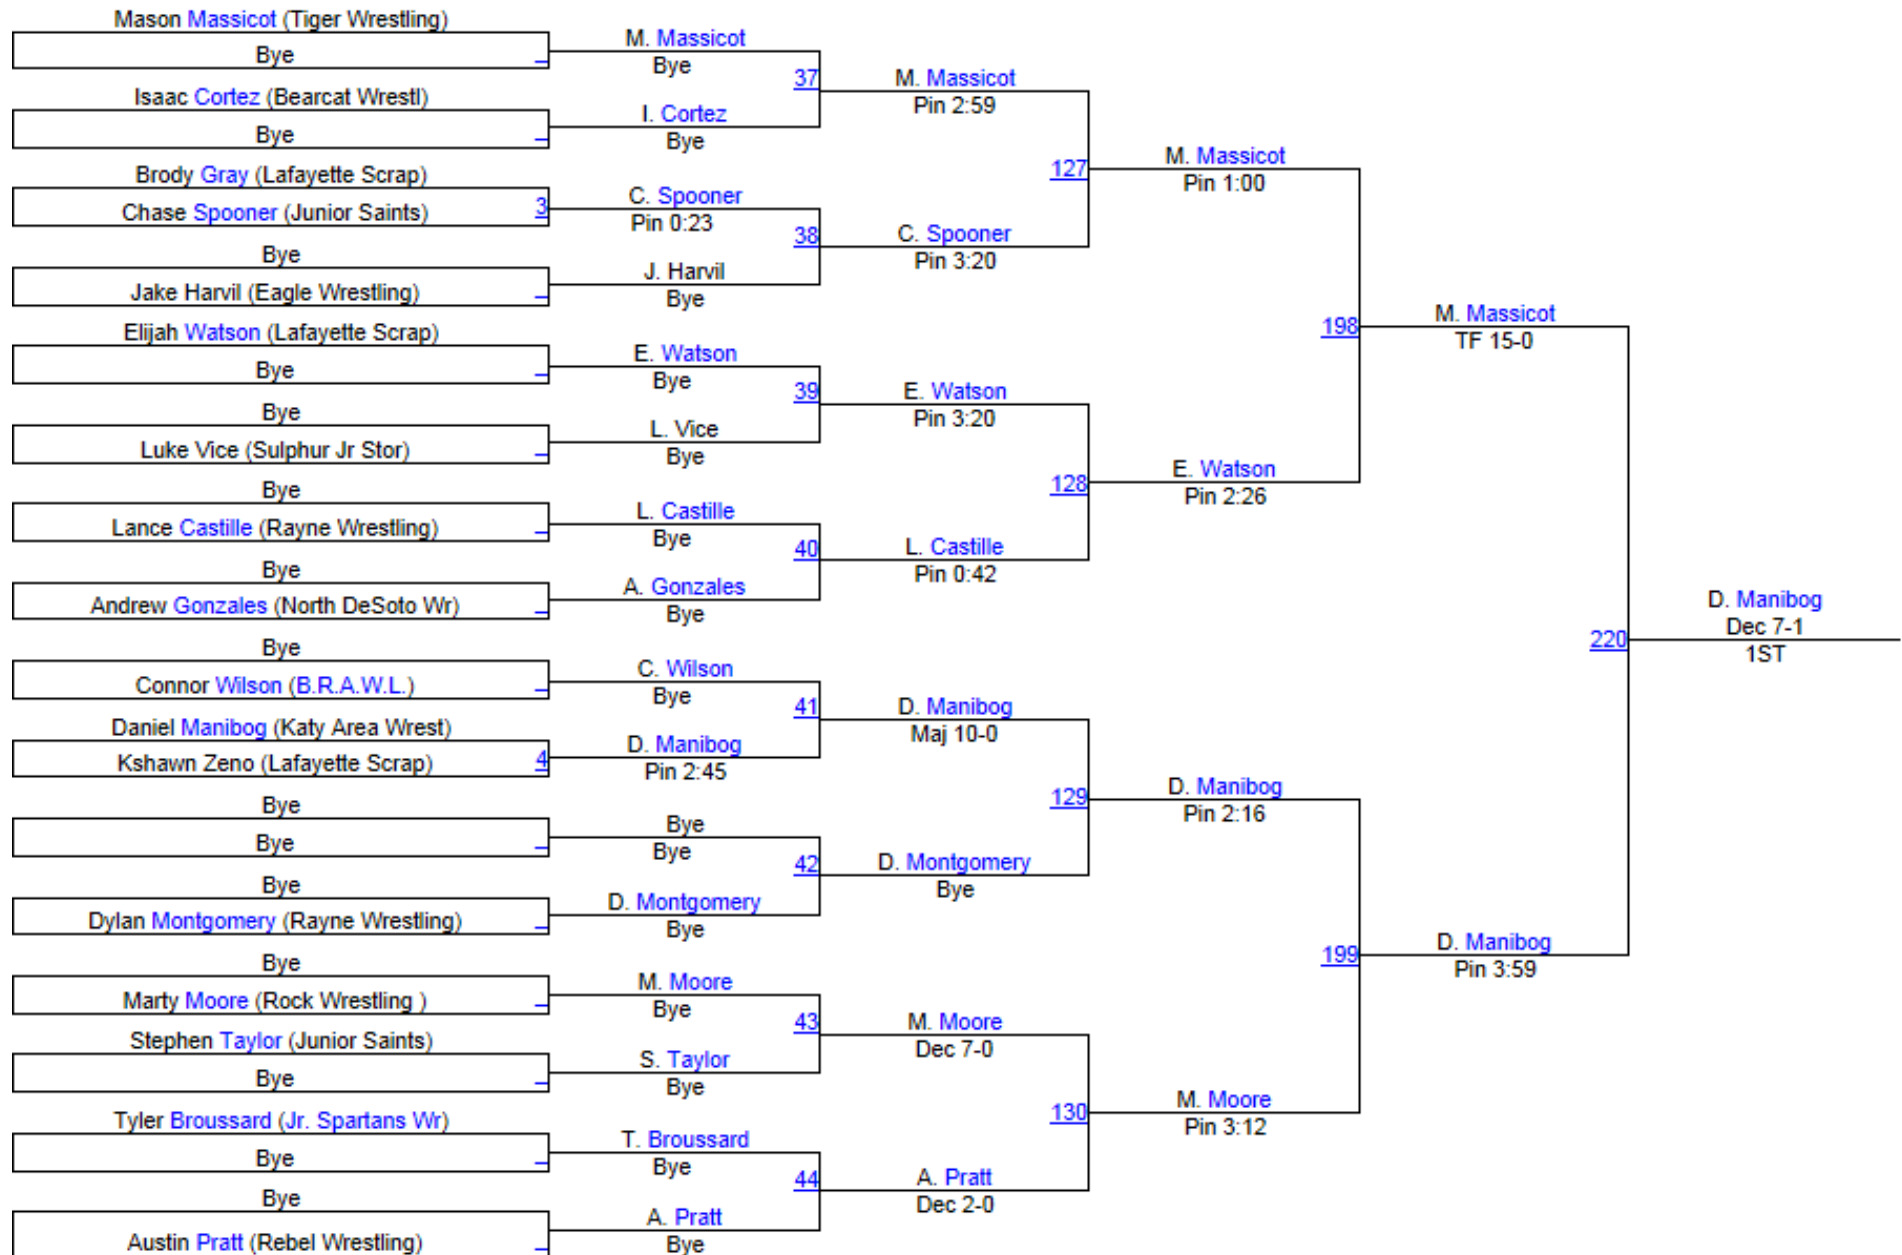 Mason Massicot (Tiger Wrestling)
Bye
_
Isaac Cortez (Bearcat Wrestl)
Bye
_
Brody Gray (Lafayette Scrap)
Chase Spooner (Junior Saints)
3
Bye
Jake Harvil (Eagle Wrestling)
_
Elijah Watson (Lafayette Scrap)
Bye
_
Bye
Luke Vice (Sulphur Jr Stor)
_
Bye
Lance Castille (Rayne Wrestling)
_
Bye
Andrew Gonzales (North DeSoto Wr)
_
Bye
Connor Wilson (B.R.A.W.L.)
_
Daniel Manibog (Katy Area Wrest)
Kshawn Zeno (Lafayette Scrap)
4
Bye
Bye
_
Bye
Dylan Montgomery (Rayne Wrestling)
_
Bye
Marty Moore (Rock Wrestling )
_
Stephen Taylor (Junior Saints)
Bye
_
Tyler Broussard (Jr. Spartans Wr)
Bye
_
Bye
Austin Pratt (Rebel Wrestling)
_
M. Massicot
Bye
37
I. Cortez
Bye
C. Spooner
Pin 0:23
38
J. Harvil
Bye
E. Watson
Bye
39
L. Vice
Bye
L. Castille
Bye
40
A. Gonzales
Bye
C. Wilson
Bye
41
D. Manibog
Pin 2:45
Bye
Bye
42
D. Montgomery
Bye
M. Moore
Bye
43
S. Taylor
Bye
T. Broussard
Bye
44
A. Pratt
Bye
M. Massicot
Pin 2:59
127
C. Spooner
Pin 3:20
E. Watson
Pin 3:20
128
L. Castille
Pin 0:42
D. Manibog
Maj 10-0
129
D. Montgomery
Bye
M. Moore
Dec 7-0
130
A. Pratt
Dec 2-0
M. Massicot
Pin 1:00
198
E. Watson
Pin 2:26
D. Manibog
Pin 2:16
199
M. Moore
Pin 3:12
M. Massicot
TF 15-0
220
D. Manibog
Pin 3:59
D. Manibog
Dec 7-1
1ST